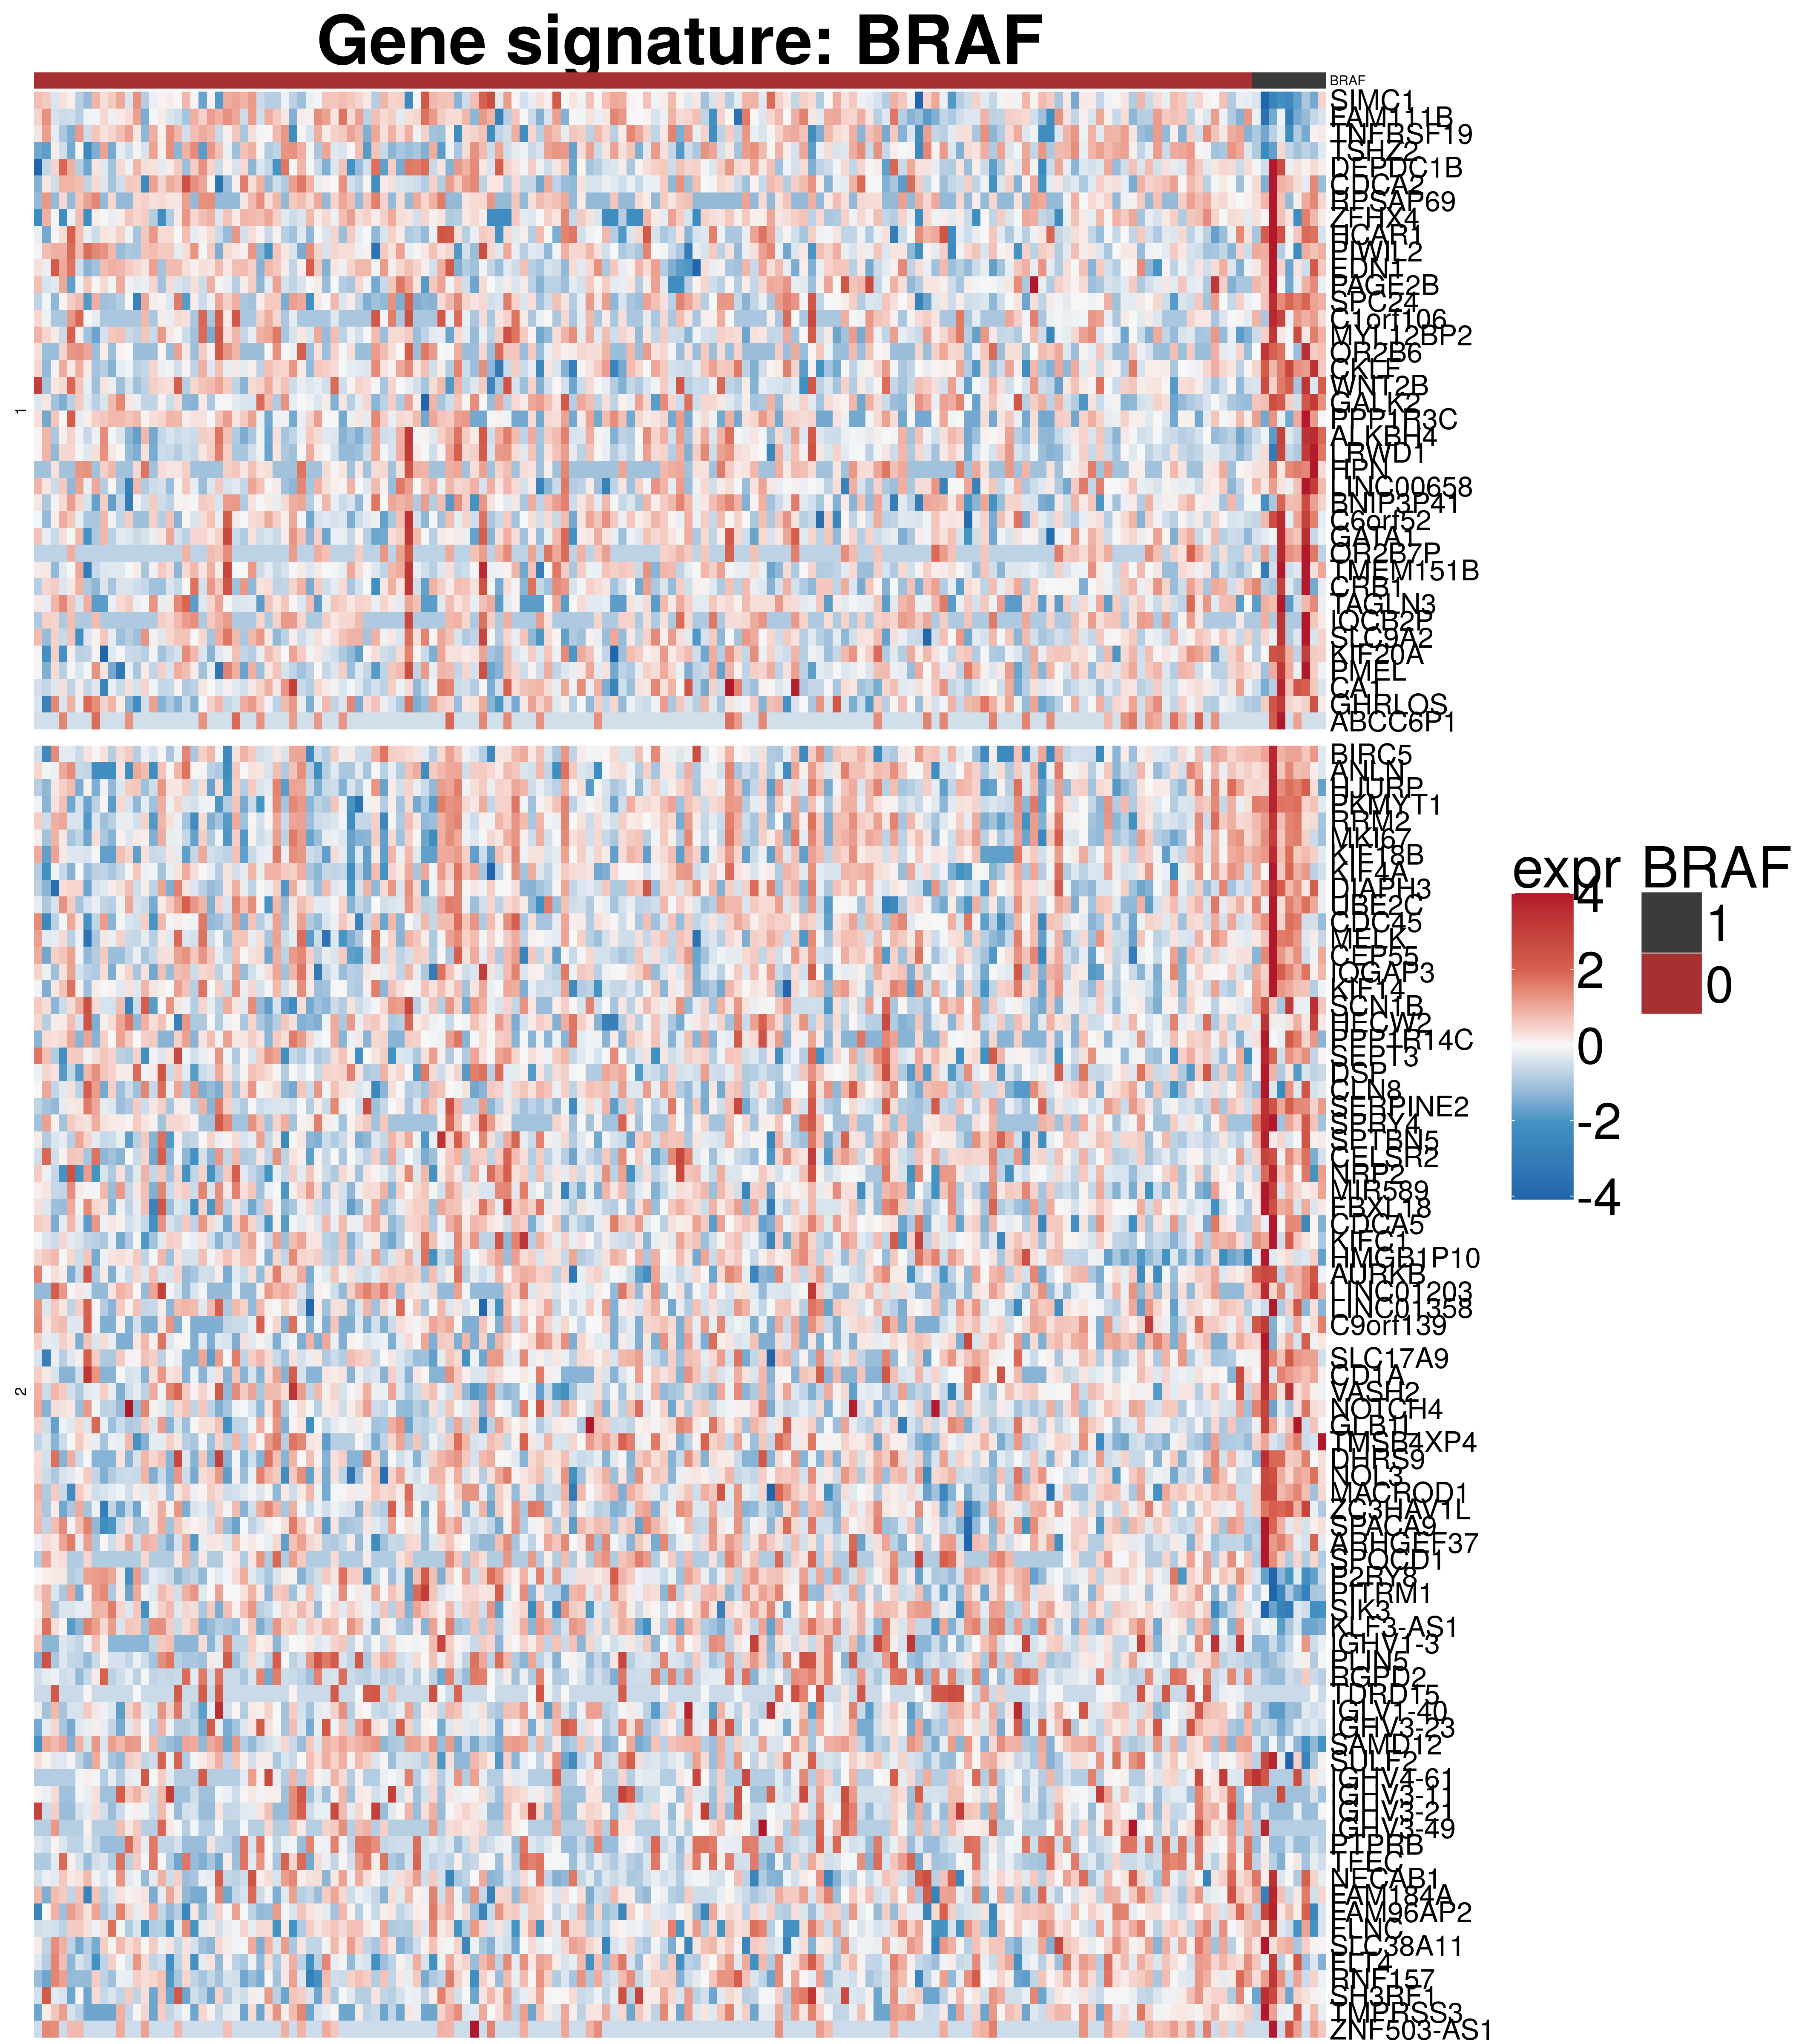 Gene signature: BRAF
BRAF
SIMC1
FAM111B
TNFRSF19
TSHZ2
DEPDC1B
CDCA2
RPSAP69
ZFHX4
HCAR1
PIWIL2
EDN1
PAGE2B
SPC24
C1orf106
MYL12BP2
OR2B6
CKLF
WNT2B
GALK2
PPP1R3C
ALKBH4
LRWD1
HPN
LINC00658
BNIP3P41
C6orf52
GATA1
OR2B7P
TMEM151B
CRB1
TAGLN3
IQCB2P
SLC9A2
KIF20A
PMEL
CA1
GHRLOS
ABCC6P1
1
BIRC5
ANLN
HJURP
PKMYT1
RRM2
MKI67
KIF18B
KIF4A
DIAPH3
UBE2C
CDC45
MELK
CEP55
IQGAP3
KIF14
SCN1B
HECW2
PPP1R14C
SEPT3
DSP
CLN8
SERPINE2
SPRY4
SPTBN5
CELSR2
NRP2
MIR589
FBXL18
CDCA5
KIFC1
HMGB1P10
AURKB
LINC01203
LINC01358
C9orf139
SLC17A9
CD1A
VASH2
NOTCH4
GLB1L
TMSB4XP4
DHRS9
NOL3
MACROD1
ZC3HAV1L
SPACA9
ARHGEF37
SPOCD1
P2RY8
PITRM1
SIK3
KLF3-AS1
IGHV1-3
PLIN5
RGPD2
TDRD15
IGLV1-40
IGHV3-23
SAMD12
SULF2
IGHV4-61
IGHV3-11
IGHV3-21
IGHV3-49
PTPRB
TFEC
NECAB1
FAM184A
FAM96AP2
FLNC
SLC38A11
FLT4
RNF157
SH3RF1
TMPRSS3
ZNF503-AS1
2
expr
4
2
0
-2
-4
BRAF
1
0